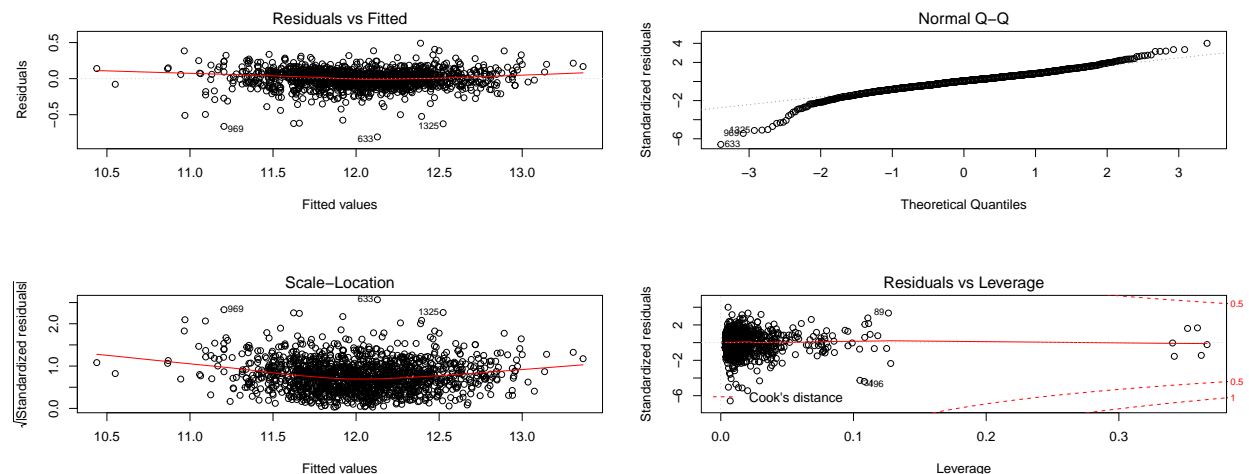 Residuals vs Fitted
Residuals
0.5
0.0
−0.5
969
633
1325
10.5 11.0 11.5 12.0 12.5 13.0
Fitted values
Normal Q−Q
Standardized residuals
4
2
−2
−6
1325
969
633
−3 −2 −1 0 1 2 3
Theoretical Quantiles
Scale−Location
√|Standardized residuals|
2.0
1.0
0.0
969
633
1325
10.5 11.0 11.5 12.0 12.5 13.0
Fitted values
Residuals vs Leverage
Standardized residuals
2
−2
−6
89
496
Cook's distance
0.5
0.5
1
0.0 0.1 0.2 0.3
Leverage